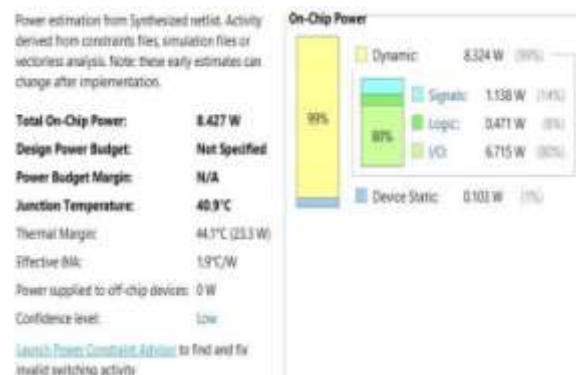 Power estimation from Synthesized netlist. Activity
derived from constraints files, simulation files or
vectorless analysis. Note: these early estimates can
change after implementation.
Total On-Chip Power: 8.427 W
Design Power Budget: Not Specified
Power Budget Margin: N/A
Junction Temperature: 40.9°C
Thermal Margin: 44.1°C (23.3 W)
Effective θJA: 1.9°C/W
Power supplied to off-chip devices: 0 W
Confidence level: Low
Launch Power Constraint Advisor to find and fix
invalid switching activity
On-Chip Power
Dynamic: 8.324 W (99%)
Signals: 1.138 W (14%)
99%
Logic: 0.471 W (6%)
80%
I/O: 6.715 W (80%)
Device Static: 0.103 W (1%)